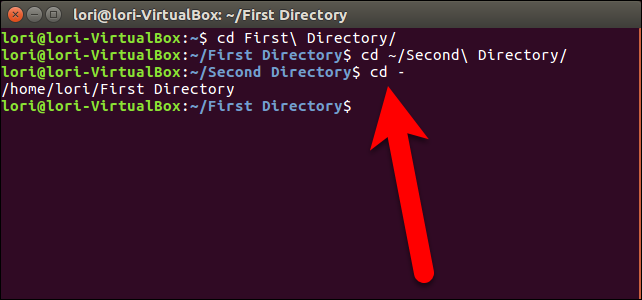 lori@lori-VirtualBox: ~/First Directory
lori@lori-VirtualBox:~$ cd First\ Directory/
lori@lori-VirtualBox:~/First Directory$ cd ~/Second\ Directory/
lori@lori-VirtualBox:~/Second Directory$ cd -
/home/lori/First Directory
lori@lori-VirtualBox:~/First Directory$